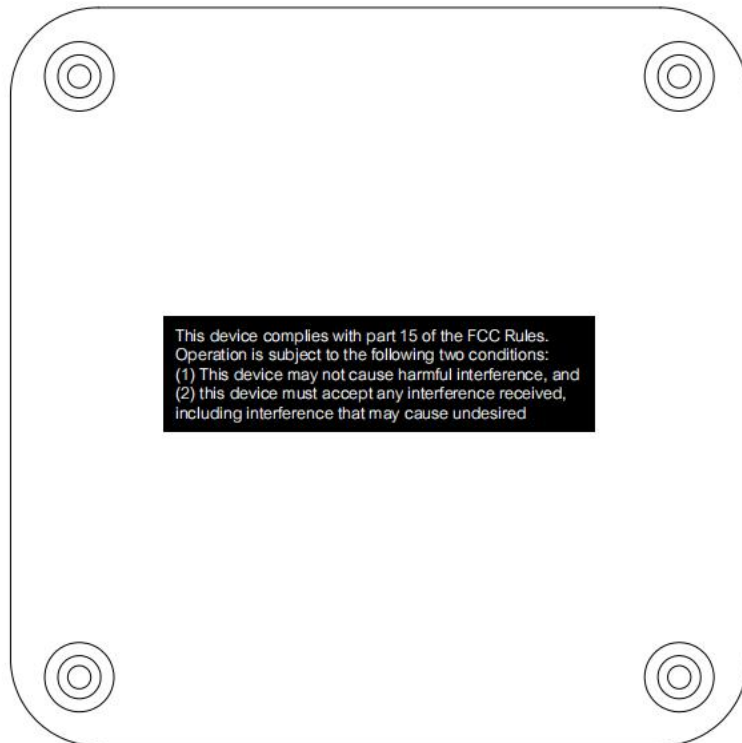 This device complies with part 15 of the FCC Rules.
Operation is subject to the following two conditions:
(1) This device may not cause harmful interference, and
(2) this device must accept any interference received,
including interference that may cause undesired